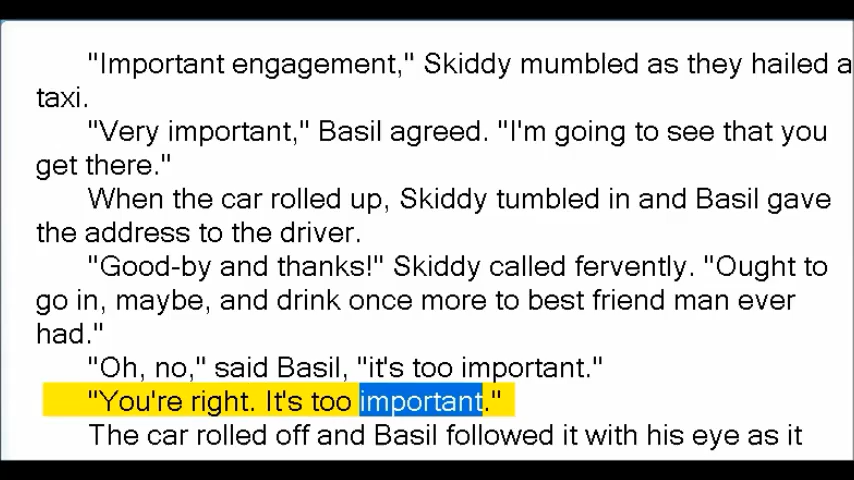 "Important engagement," Skiddy mumbled as they hailed a
taxi.
"Very important," Basil agreed. "I'm going to see that you
get there."
When the car rolled up, Skiddy tumbled in and Basil gave
the address to the driver.
"Good-by and thanks!" Skiddy called fervently. "Ought to
go in, maybe, and drink once more to best friend man ever
had."
"Oh, no," said Basil, "it's too important."
"You're right. It's too important."
The car rolled off and Basil followed it with his eye as it